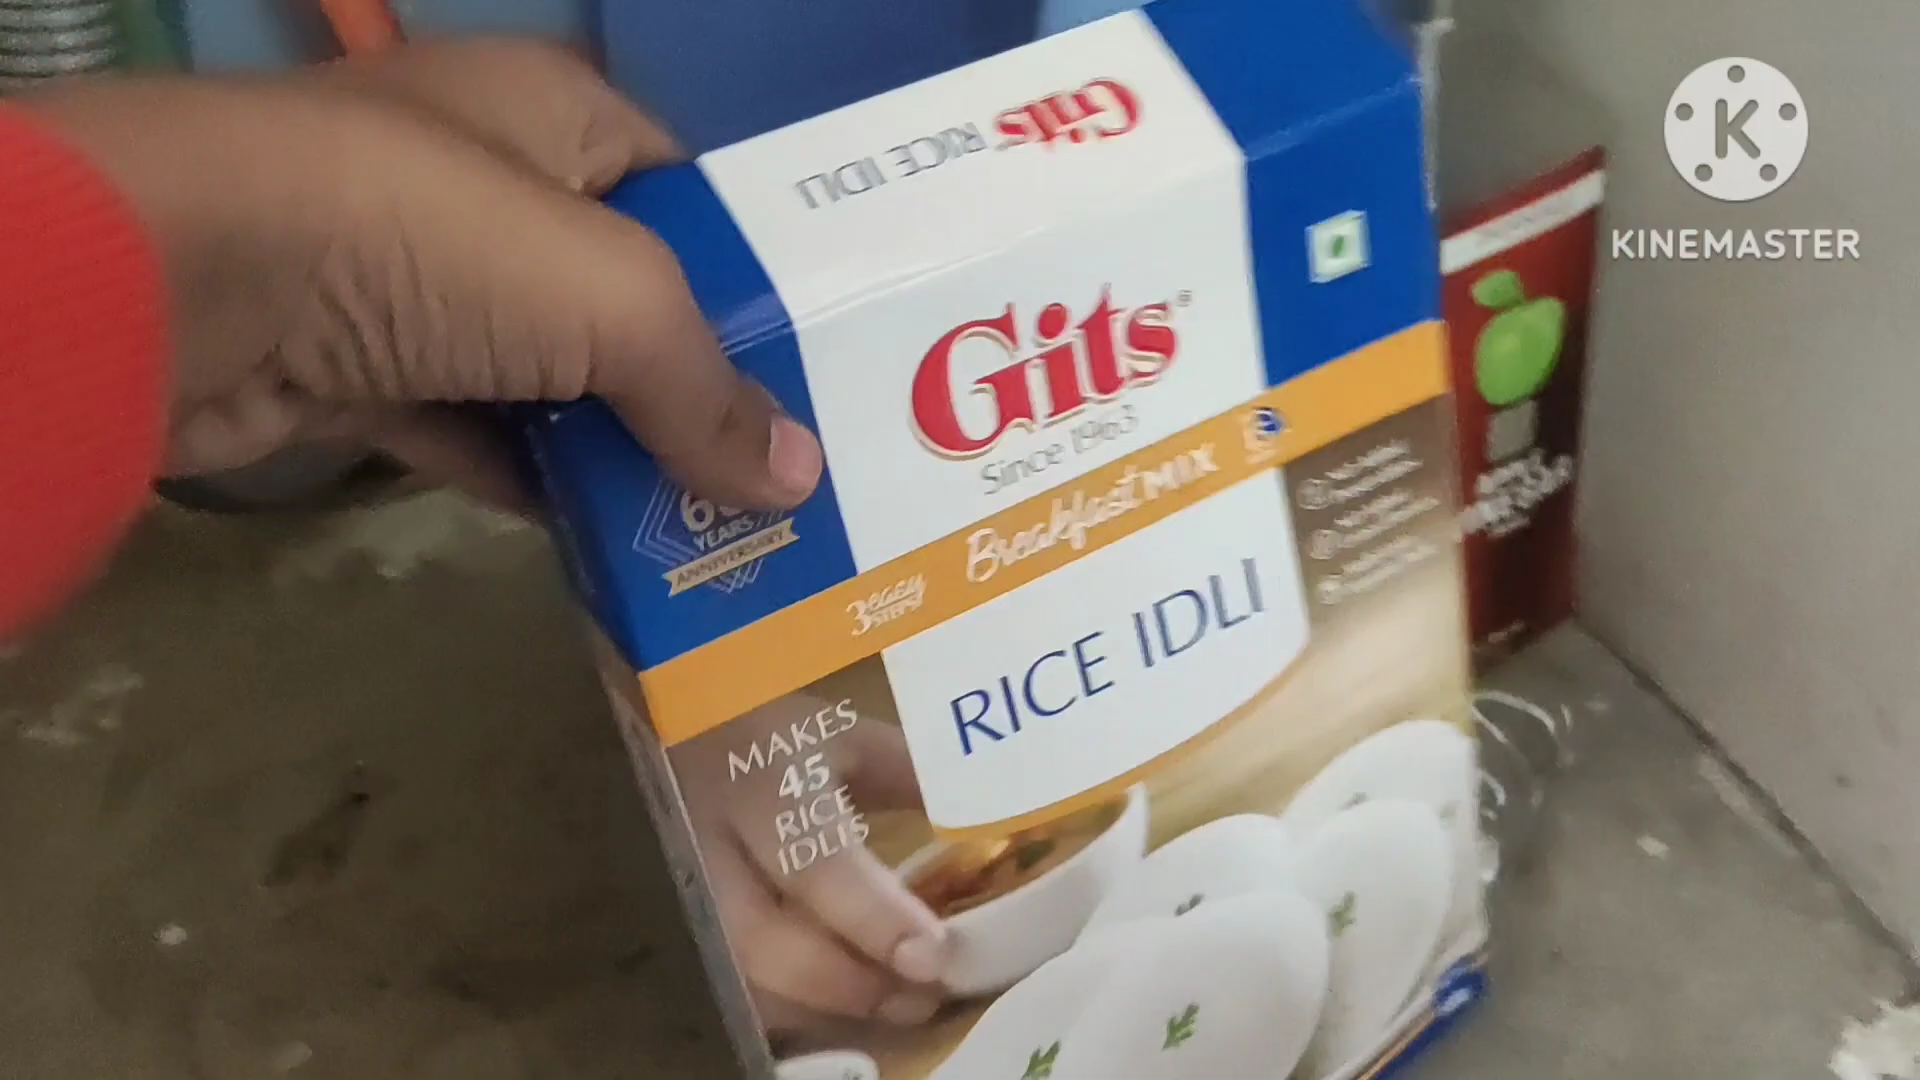 Gits RICE IDLI
Gits®
Since 1963
Breakfast MIX
3 easy STEPS
YEARS
ANNIVERSARY
RICE IDLI
MAKES
45
RICE
IDLIS
K
KINEMASTER